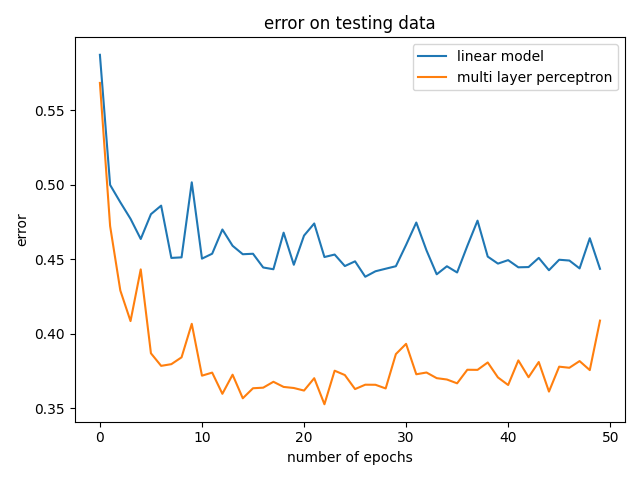 error on testing data
linear model
multi layer perceptron
error
0.55
0.50
0.45
0.40
0.35
0 10 20 30 40 50
number of epochs